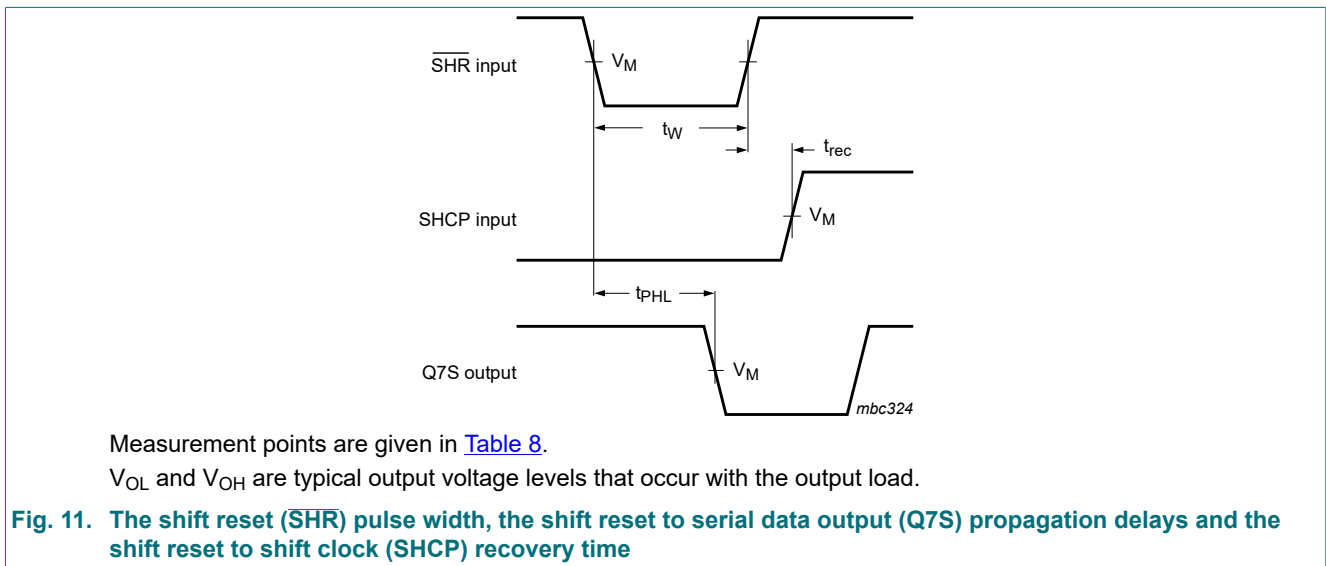 S̅H̅R̅ input
VM
tW
trec
SHCP input
VM
tPHL
Q7S output
VM
mbc324
Measurement points are given in Table 8.
VOL and VOH are typical output voltage levels that occur with the output load.
Fig. 11. The shift reset (S̅H̅R̅) pulse width, the shift reset to serial data output (Q7S) propagation delays and the
shift reset to shift clock (SHCP) recovery time